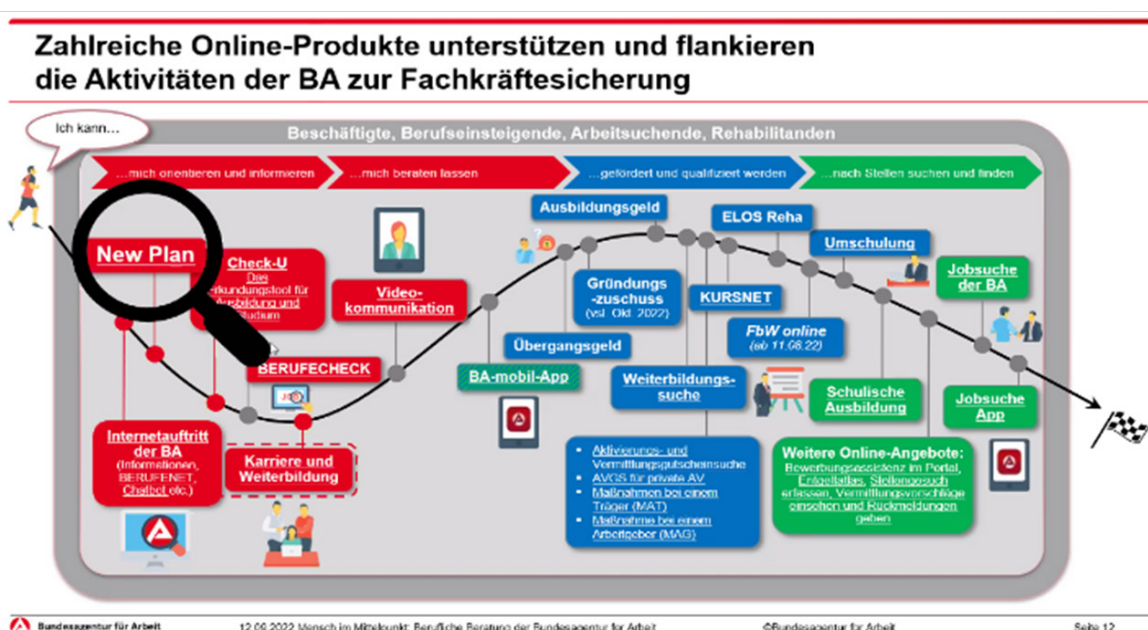 Zahlreiche Online-Produkte unterstützen und flankieren
die Aktivitäten der BA zur Fachkräftesicherung
Ich kann...
Beschäftigte, Berufseinsteigende, Arbeitsuchende, Rehabilitanden
...mich orientieren und informieren
...mich beraten lassen
...gefördert und qualifiziert werden
...nach Stellen suchen und finden
New Plan
Check-U
Das
Erkundungstool für
Ausbildung und
Studium
Video-
kommunikation
BERUFECHECK
JOB
Internetauftritt
der BA
(Informationen,
BERUFENET,
Chatbot etc.)
Karriere und
Weiterbildung
Ausbildungsgeld
Gründungs
-zuschuss
(vsl. Okt. 2022)
Übergangsgeld
BA-mobil-App
ELOS Reha
KURSNET
FbW online
(ab 11.08.22)
Weiterbildungs-
suche
Aktivierungs- und
Vermittlungsgutscheinsuche
AVGS für private AV
Maßnahmen bei einem
Träger (MAT)
Maßnahme bei einem
Arbeitgeber (MAG)
Umschulung
Schulische
Ausbildung
Jobsuche
der BA
Jobsuche
App
Weitere Online-Angebote:
Bewerbungsassistenz im Portal,
Entgeltatlas, Stellengesuch
erfassen, Vermittlungsvorschläge
einsehen und Rückmeldungen
geben
Bundesagentur für Arbeit
12.09.2022 Mensch im Mittelpunkt: Berufliche Beratung der Bundesagentur für Arbeit
©Bundesagentur für Arbeit
Seite 12